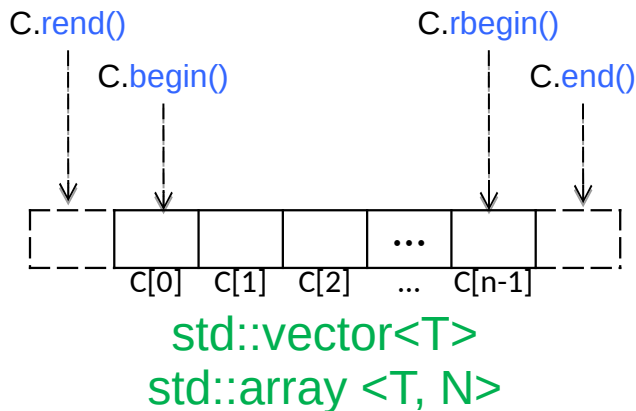 C.rend()
C.rbegin()
C.begin()
C.end()
...
C[0] C[1] C[2] ... C[n-1]
std::vector<T>
std::array <T, N>